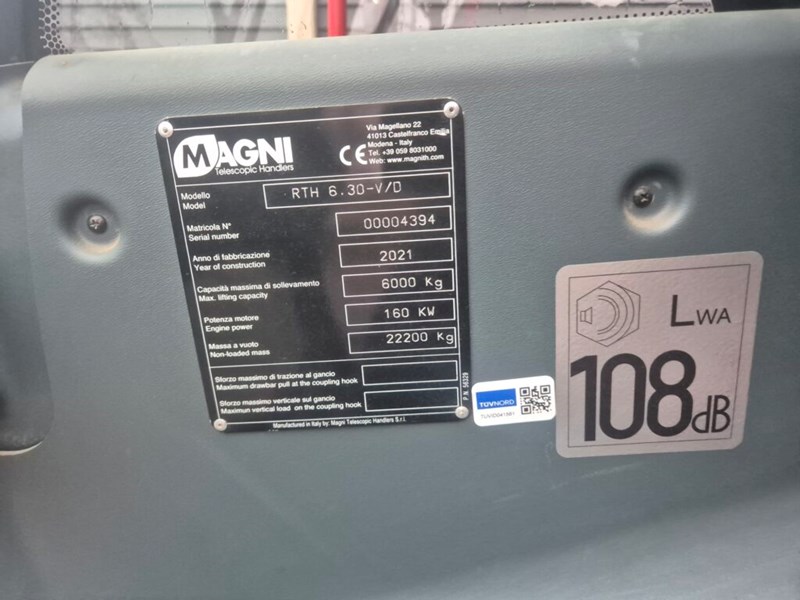 MAGNI
Telescopic Handlers
CE
Via Magellano 22
41013 Castelfranco Emilia
Modena - Italy
Tel. +39 059 8031000
Web: www.magnith.com
Modello
Model
RTH 6.30-V/D
Matricola N°
Serial number
00004394
Anno di fabbricazione
Year of construction
2021
Capacità massima di sollevamento
Max. lifting capacity
6000 Kg
Potenza motore
Engine power
160 KW
Massa a vuoto
Non-loaded mass
22200 Kg
Sforzo massimo di trazione al gancio
Maximum drawbar pull at the coupling hook
Sforzo massimo verticale sul gancio
Maximun vertical load on the coupling hook
Manufactured in Italy by: Magni Telescopic Handlers S.r.l.
P.N. 56329
TÜVNORD
LWA
108dB